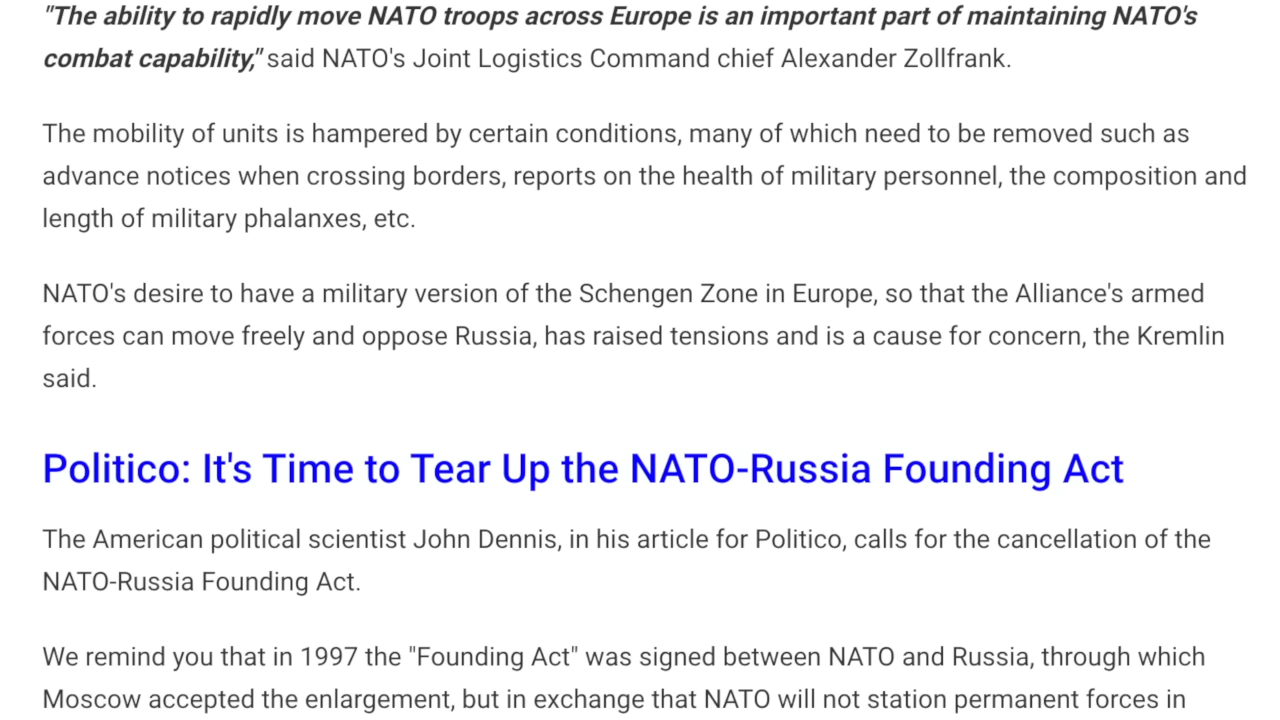 "The ability to rapidly move NATO troops across Europe is an important part of maintaining NATO's
combat capability," said NATO's Joint Logistics Command chief Alexander Zollfrank.
The mobility of units is hampered by certain conditions, many of which need to be removed such as
advance notices when crossing borders, reports on the health of military personnel, the composition and
length of military phalanxes, etc.
NATO's desire to have a military version of the Schengen Zone in Europe, so that the Alliance's armed
forces can move freely and oppose Russia, has raised tensions and is a cause for concern, the Kremlin
said.
Politico: It's Time to Tear Up the NATO-Russia Founding Act
The American political scientist John Dennis, in his article for Politico, calls for the cancellation of the
NATO-Russia Founding Act.
We remind you that in 1997 the "Founding Act" was signed between NATO and Russia, through which
Moscow accepted the enlargement, but in exchange that NATO will not station permanent forces in